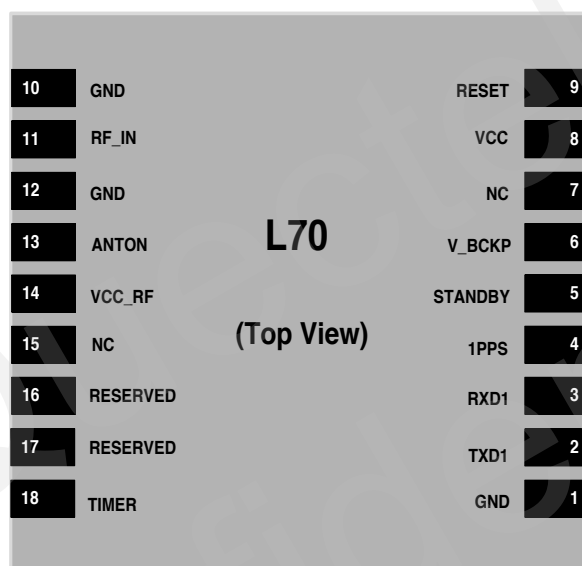 10 GND RESET 9
11 RF_IN VCC 8
12 GND NC 7
13 ANTON V_BCKP 6
14 VCC_RF STANDBY 5
15 NC 1PPS 4
16 RESERVED RXD1 3
17 RESERVED TXD1 2
18 TIMER GND 1
L70
(Top View)